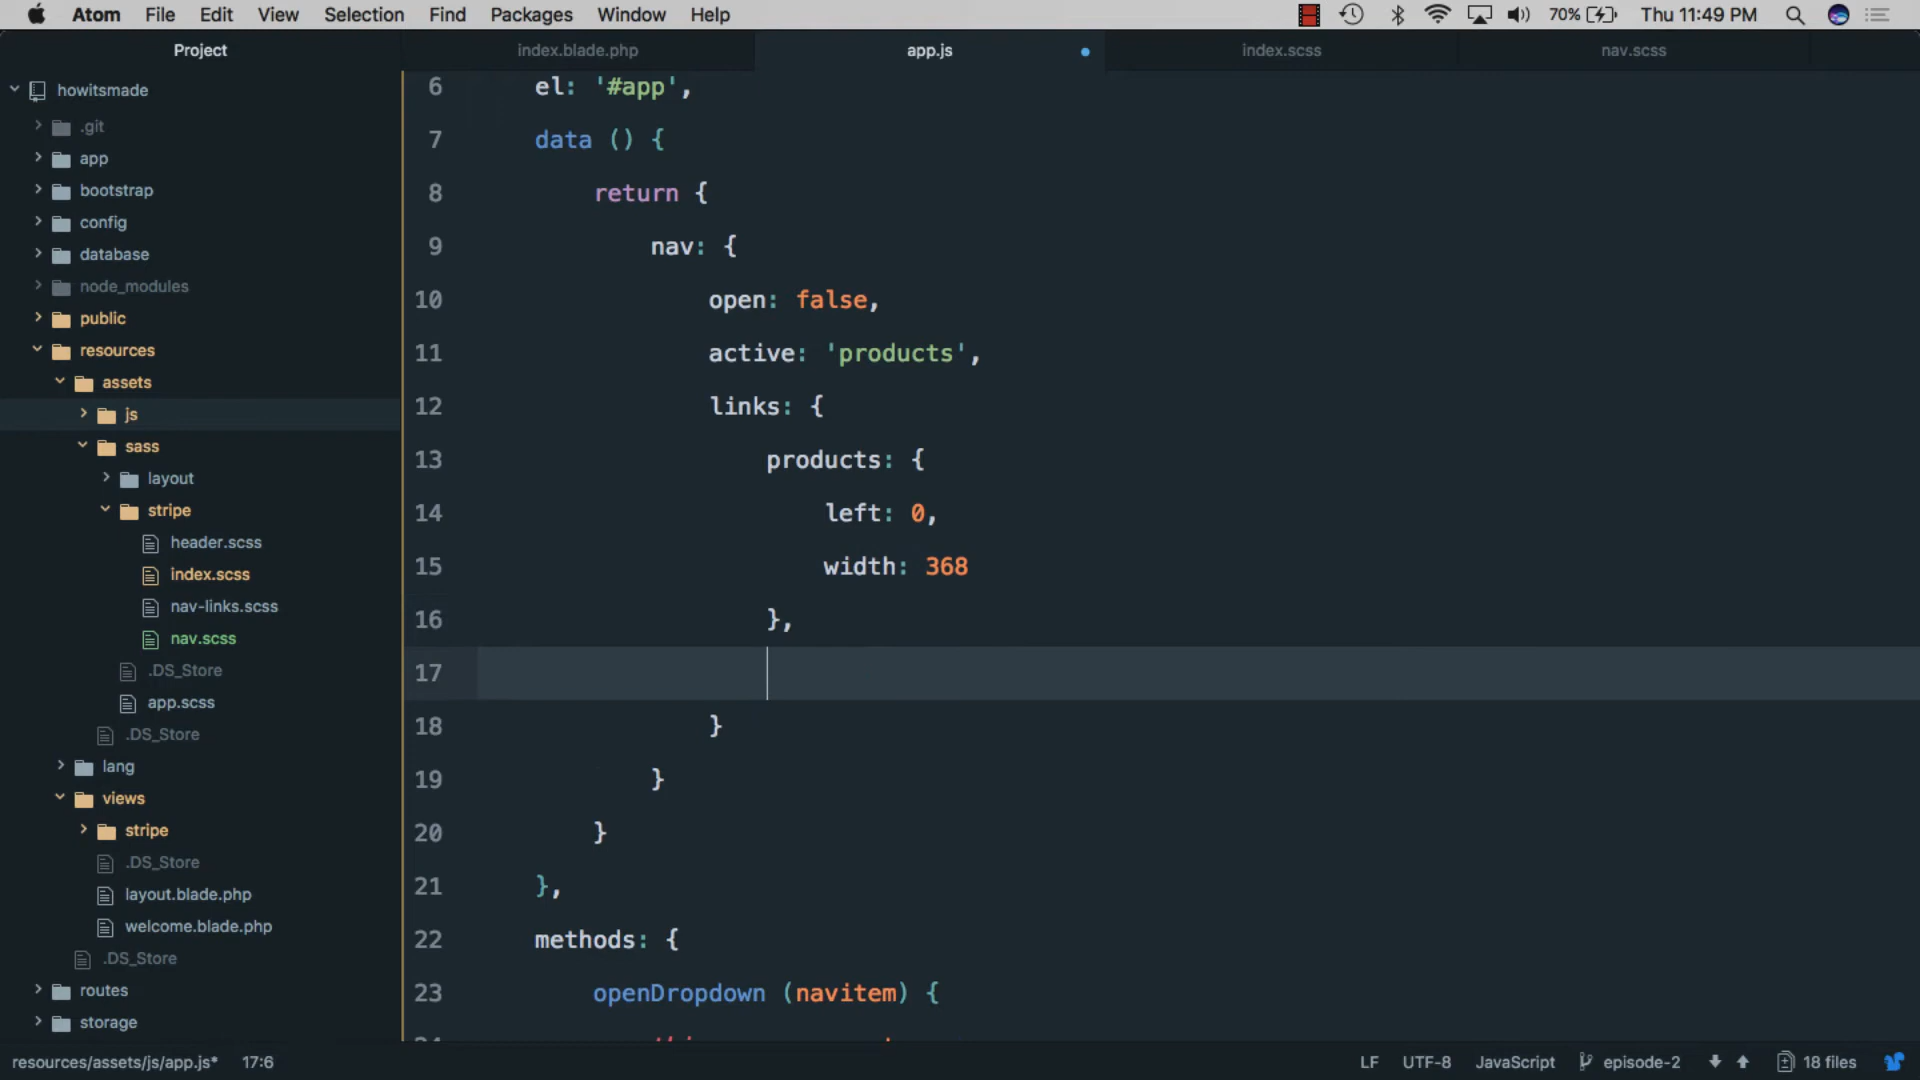 Atom File Edit View Selection Find Packages Window Help 70% Thu 11:49 PM
Project index.blade.php app.js index.scss nav.scss
howitsmade
.git
app
bootstrap
config
database
node_modules
public
resources
assets
js
sass
layout
stripe
header.scss
index.scss
nav-links.scss
nav.scss
.DS_Store
app.scss
.DS_Store
lang
views
stripe
.DS_Store
layout.blade.php
welcome.blade.php
.DS_Store
routes
storage
6 el: '#app',
7 data () {
8 return {
9 nav: {
10 open: false,
11 active: 'products',
12 links: {
13 products: {
14 left: 0,
15 width: 368
16 },
17
18 }
19 }
20 }
21 },
22 methods: {
23 openDropdown (navitem) {
resources/assets/js/app.js* 17:6 LF UTF-8 JavaScript episode-2 18 files